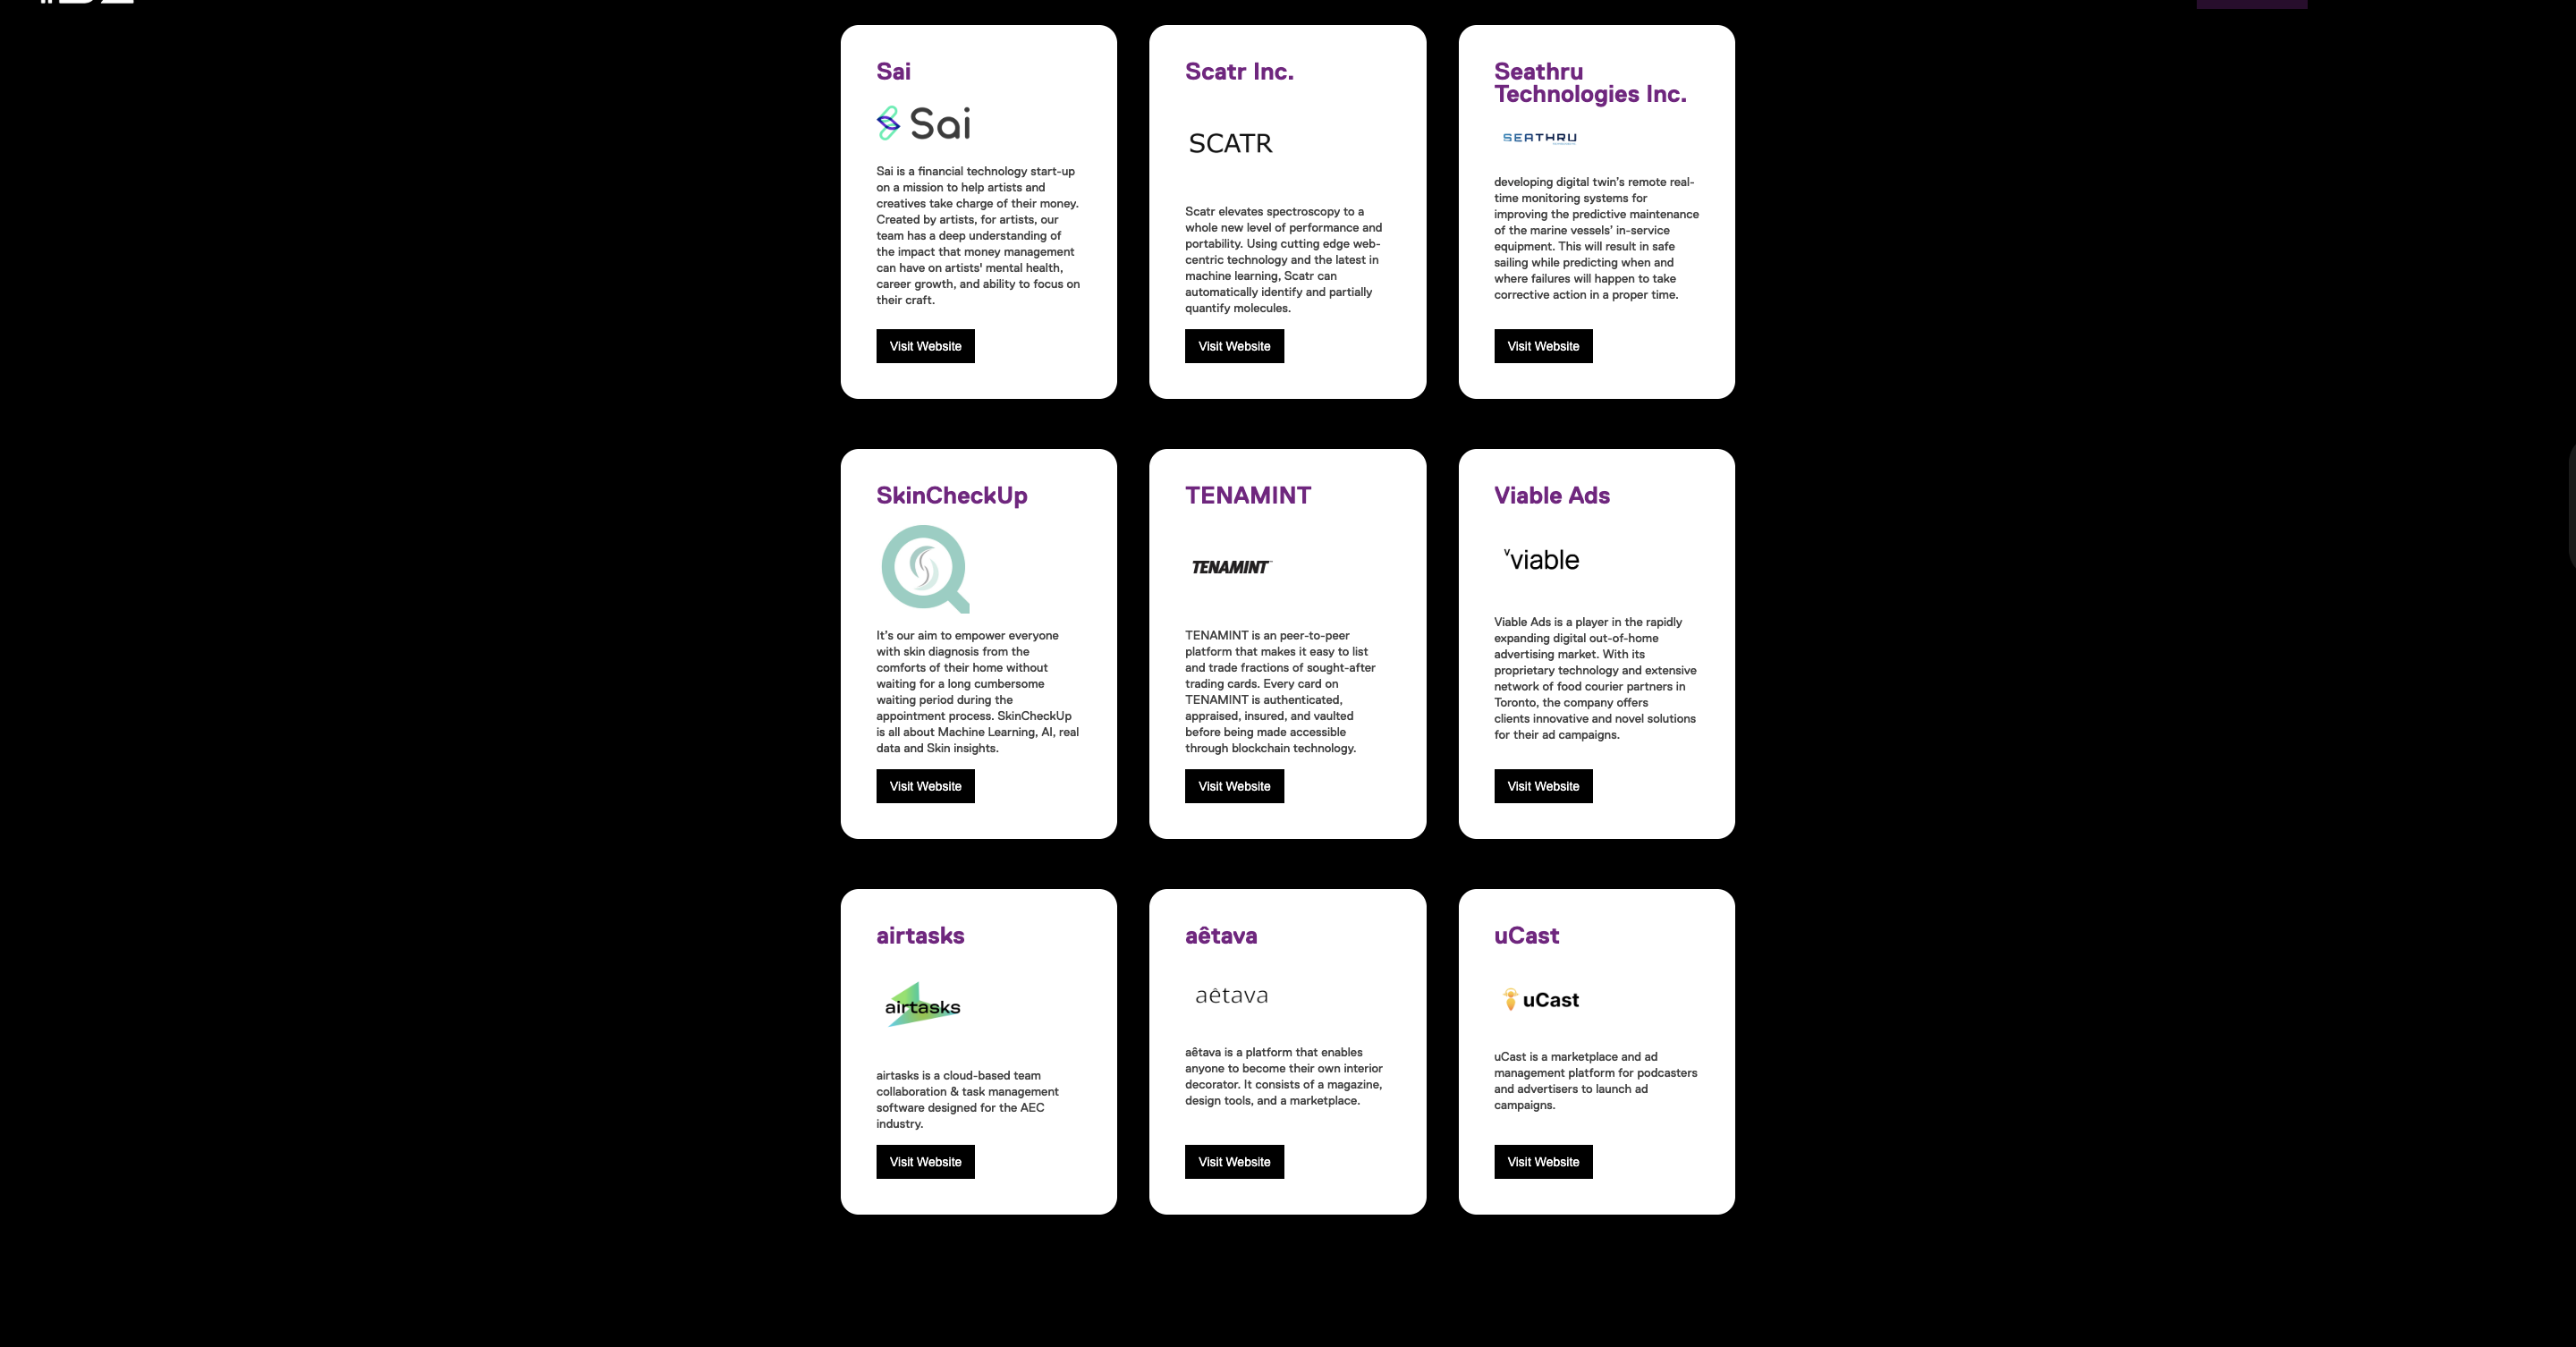 Sai
Sai
Sai is a financial technology start-up
on a mission to help artists and
creatives take charge of their money.
Created by artists, for artists, our
team has a deep understanding of
the impact that money management
can have on artists' mental health,
career growth, and ability to focus on
their craft.
Visit Website
Scatr Inc.
SCATR
Scatr elevates spectroscopy to a
whole new level of performance and
portability. Using cutting edge web-
centric technology and the latest in
machine learning, Scatr can
automatically identify and partially
quantify molecules.
Visit Website
Seathru
Technologies Inc.
SEATHRU
developing digital twin's remote real-
time monitoring systems for
improving the predictive maintenance
of the marine vessels' in-service
equipment. This will result in safe
sailing while predicting when and
where failures will happen to take
corrective action in a proper time.
Visit Website
SkinCheckUp
It's our aim to empower everyone
with skin diagnosis from the
comforts of their home without
waiting for a long cumbersome
waiting period during the
appointment process. SkinCheckUp
is all about Machine Learning, AI, real
data and Skin insights.
Visit Website
TENAMINT
TENAMINT
TENAMINT is an peer-to-peer
platform that makes it easy to list
and trade fractions of sought-after
trading cards. Every card on
TENAMINT is authenticated,
appraised, insured, and vaulted
before being made accessible
through blockchain technology.
Visit Website
Viable Ads
viable
Viable Ads is a player in the rapidly
expanding digital out-of-home
advertising market. With its
proprietary technology and extensive
network of food courier partners in
Toronto, the company offers
clients innovative and novel solutions
for their ad campaigns.
Visit Website
airtasks
airtasks
airtasks is a cloud-based team
collaboration & task management
software designed for the AEC
industry.
Visit Website
aêtava
aêtava
aêtava is a platform that enables
anyone to become their own interior
decorator. It consists of a magazine,
design tools, and a marketplace.
Visit Website
uCast
uCast
uCast is a marketplace and ad
management platform for podcasters
and advertisers to launch ad
campaigns.
Visit Website